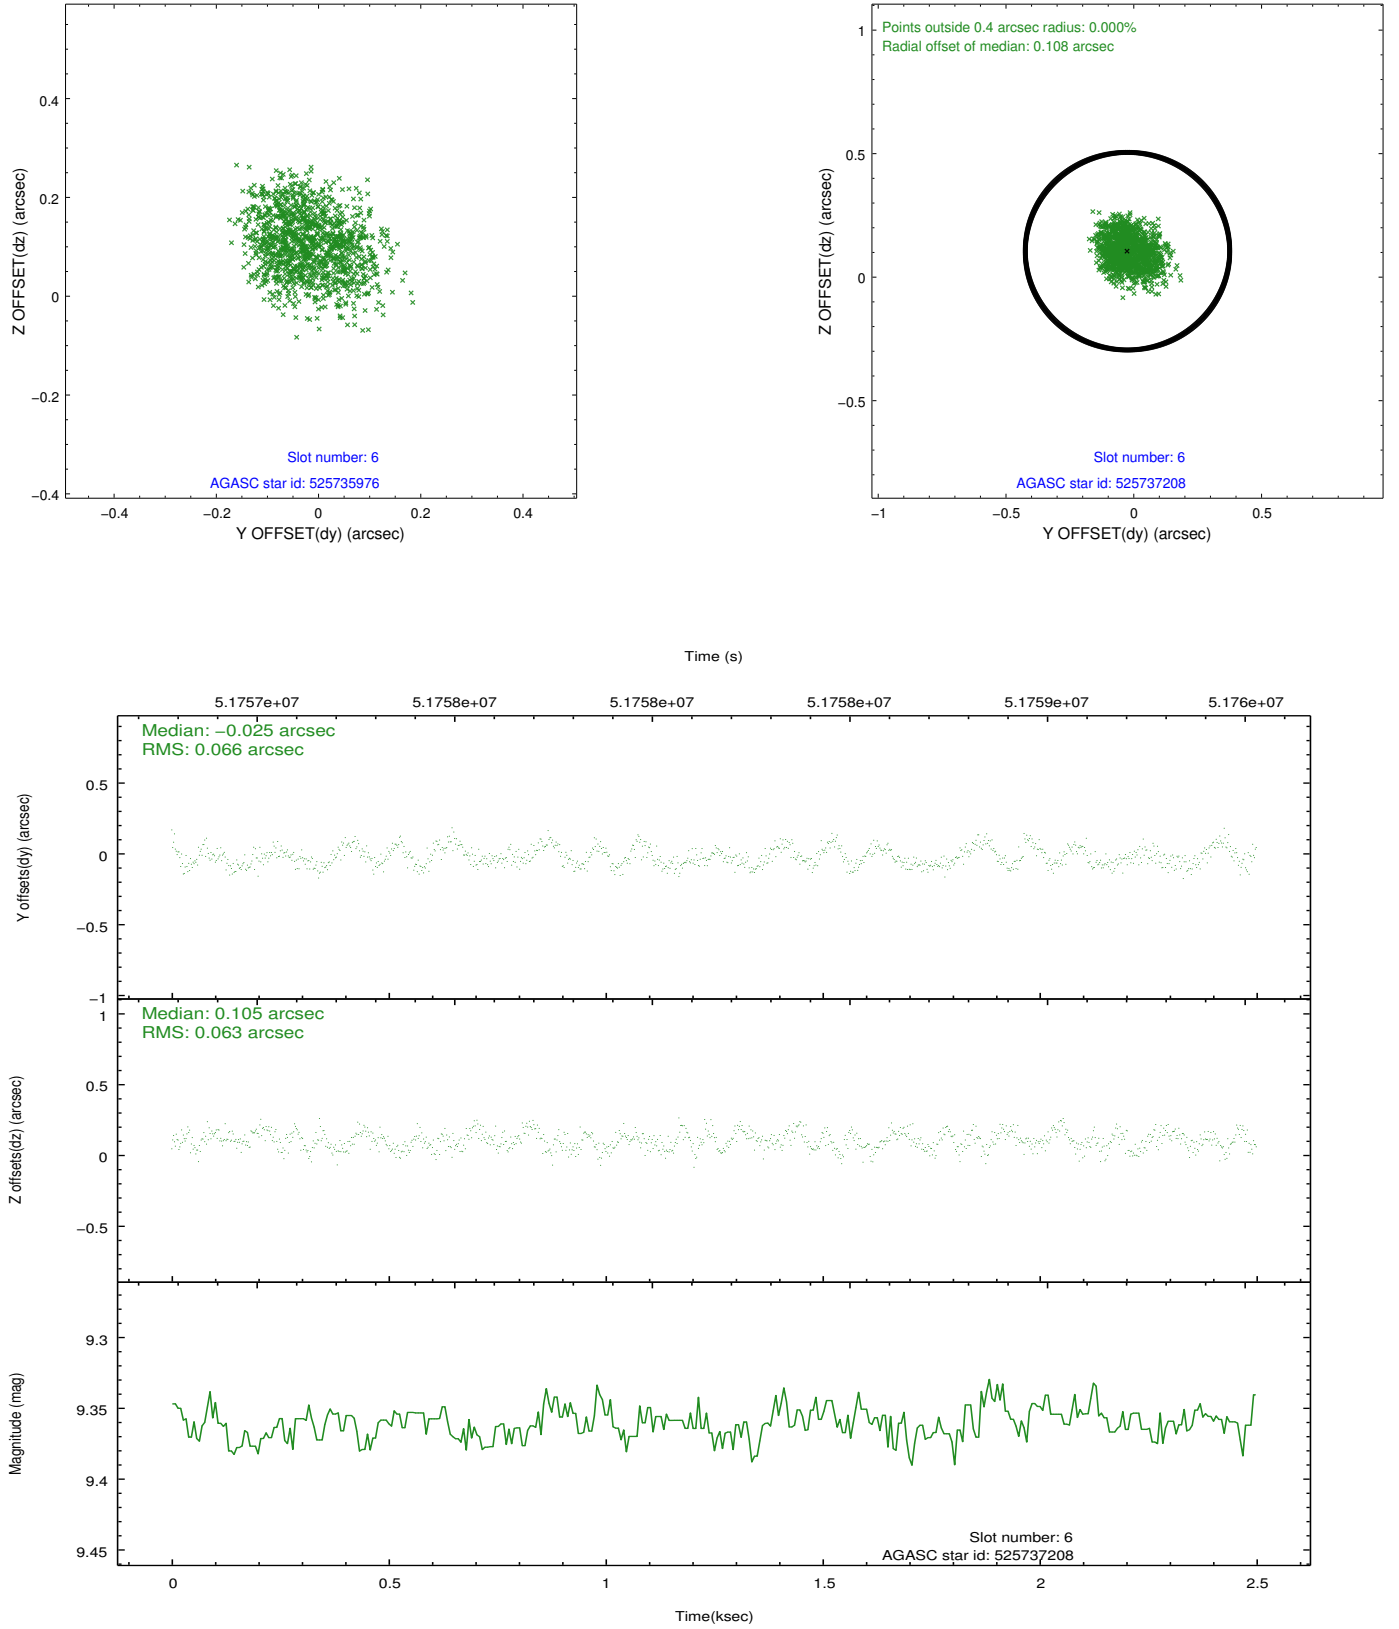 0.4
0.2
0
−0.2
−0.4
Z OFFSET(dz) (arcsec)
Slot number: 6
AGASC star id: 525735976
−0.4 −0.2 0 0.2 0.4
Y OFFSET(dy) (arcsec)
Points outside 0.4 arcsec radius: 0.000%
Radial offset of median: 0.108 arcsec
1
0.5
0
−0.5
Z OFFSET(dz) (arcsec)
Slot number: 6
AGASC star id: 525737208
−1 −0.5 0 0.5
Y OFFSET(dy) (arcsec)
Time (s)
5.1757e+07 5.1758e+07 5.1758e+07 5.1758e+07 5.1759e+07 5.176e+07
Median: −0.025 arcsec
RMS: 0.066 arcsec
0.5
0
−0.5
−1
Y offsets(dy) (arcsec)
Median: 0.105 arcsec
RMS: 0.063 arcsec
1
0.5
0
−0.5
Z offsets(dz) (arcsec)
9.3
9.35
9.4
9.45
Magnitude (mag)
Slot number: 6
AGASC star id: 525737208
0 0.5 1 1.5 2 2.5
Time(ksec)